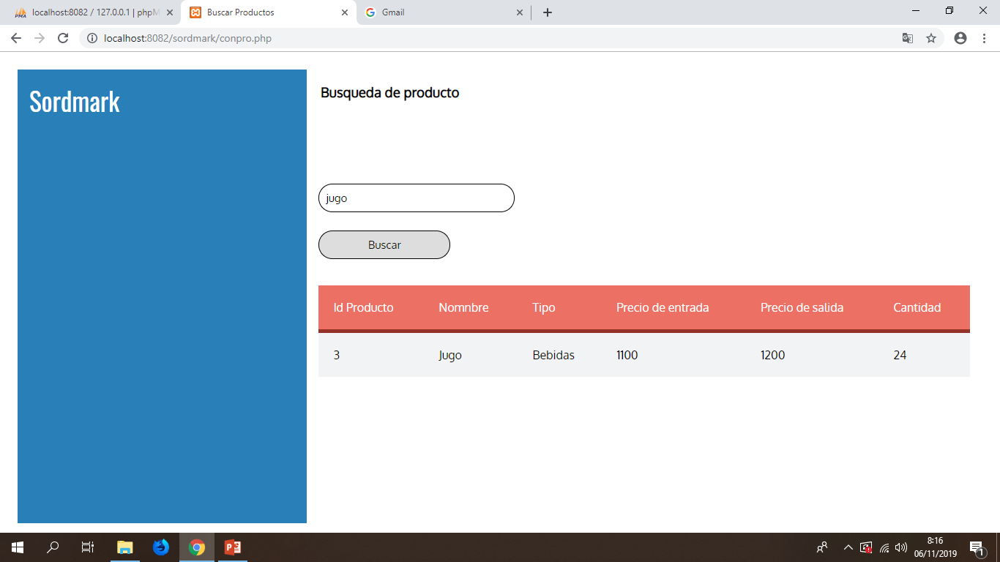 localhost:8082 / 127.0.0.1 | phpM
Buscar Productos
Gmail
localhost:8082/sordmark/conpro.php
Sordmark
Busqueda de producto
jugo
Buscar
Id Producto Nomnbre Tipo Precio de entrada Precio de salida Cantidad
3 Jugo Bebidas 1100 1200 24
8:16
06/11/2019
1